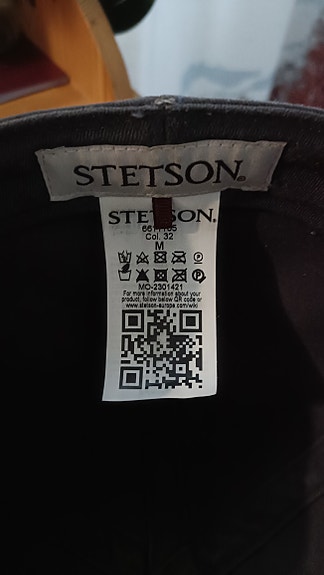 STETSON®
STETSON®
Col. 32
M
MO-2301421
For more information about your
product, follow below QR code or
www.stetson-europe.com/wiki